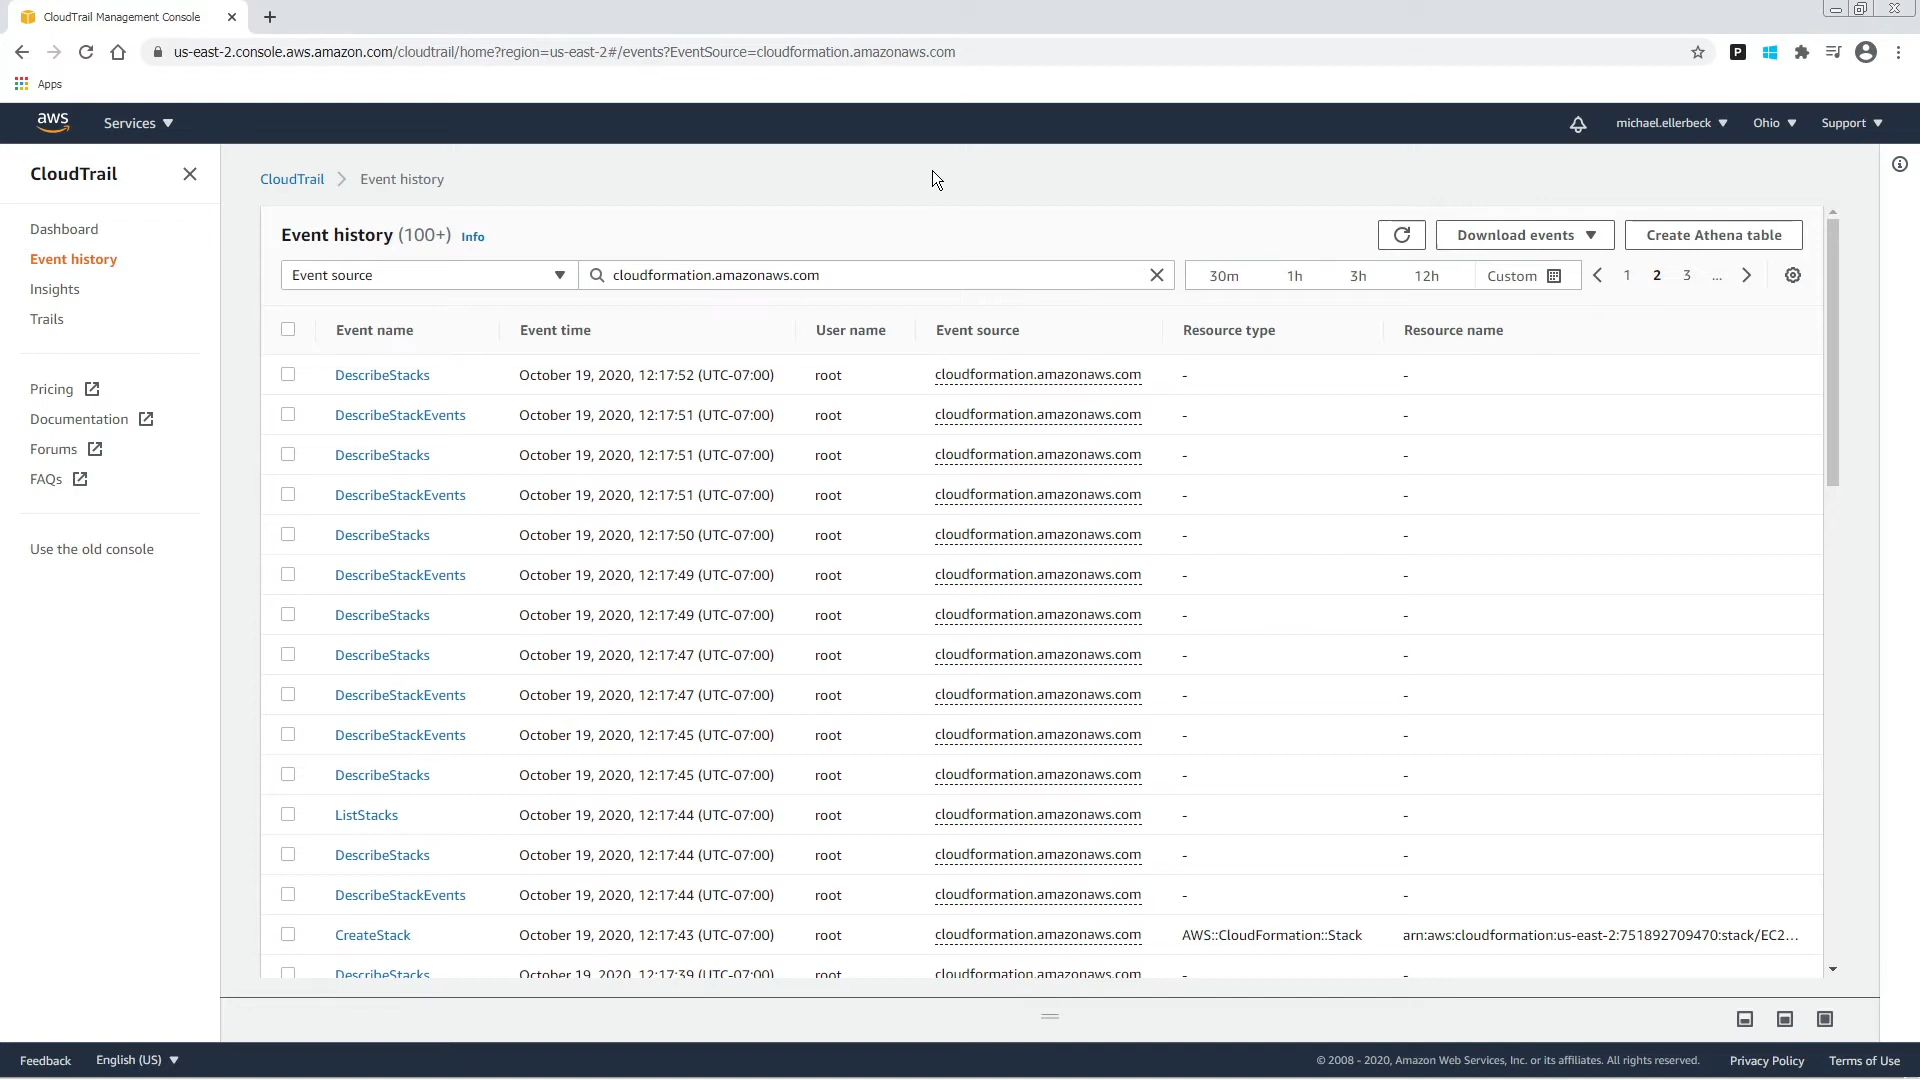 CloudTrail Management Console
us-east-2.console.aws.amazon.com/cloudtrail/home?region=us-east-2#/events?EventSource=cloudformation.amazonaws.com
P
Apps
aws
Services
michael.ellerbeck
Ohio
Support
CloudTrail
CloudTrail
Event history
Dashboard
Event history
Insights
Trails
Pricing
Documentation
Forums
FAQs
Use the old console
Event history (100+) Info
Download events
Create Athena table
Event source
cloudformation.amazonaws.com
30m 1h 3h 12h Custom
1 2 3 ...
Event name Event time User name Event source Resource type Resource name
DescribeStacks October 19, 2020, 12:17:52 (UTC-07:00) root cloudformation.amazonaws.com - -
DescribeStackEvents October 19, 2020, 12:17:51 (UTC-07:00) root cloudformation.amazonaws.com - -
DescribeStacks October 19, 2020, 12:17:51 (UTC-07:00) root cloudformation.amazonaws.com - -
DescribeStackEvents October 19, 2020, 12:17:51 (UTC-07:00) root cloudformation.amazonaws.com - -
DescribeStacks October 19, 2020, 12:17:50 (UTC-07:00) root cloudformation.amazonaws.com - -
DescribeStackEvents October 19, 2020, 12:17:49 (UTC-07:00) root cloudformation.amazonaws.com - -
DescribeStacks October 19, 2020, 12:17:49 (UTC-07:00) root cloudformation.amazonaws.com - -
DescribeStacks October 19, 2020, 12:17:47 (UTC-07:00) root cloudformation.amazonaws.com - -
DescribeStackEvents October 19, 2020, 12:17:47 (UTC-07:00) root cloudformation.amazonaws.com - -
DescribeStackEvents October 19, 2020, 12:17:45 (UTC-07:00) root cloudformation.amazonaws.com - -
DescribeStacks October 19, 2020, 12:17:45 (UTC-07:00) root cloudformation.amazonaws.com - -
ListStacks October 19, 2020, 12:17:44 (UTC-07:00) root cloudformation.amazonaws.com - -
DescribeStacks October 19, 2020, 12:17:44 (UTC-07:00) root cloudformation.amazonaws.com - -
DescribeStackEvents October 19, 2020, 12:17:44 (UTC-07:00) root cloudformation.amazonaws.com - -
CreateStack October 19, 2020, 12:17:43 (UTC-07:00) root cloudformation.amazonaws.com AWS::CloudFormation::Stack arn:aws:cloudformation:us-east-2:751892709470:stack/EC2...
DescribeStacks October 19, 2020, 12:17:39 (UTC-07:00) root cloudformation.amazonaws.com - -
Feedback
English (US)
© 2008 - 2020, Amazon Web Services, Inc. or its affiliates. All rights reserved.
Privacy Policy
Terms of Use